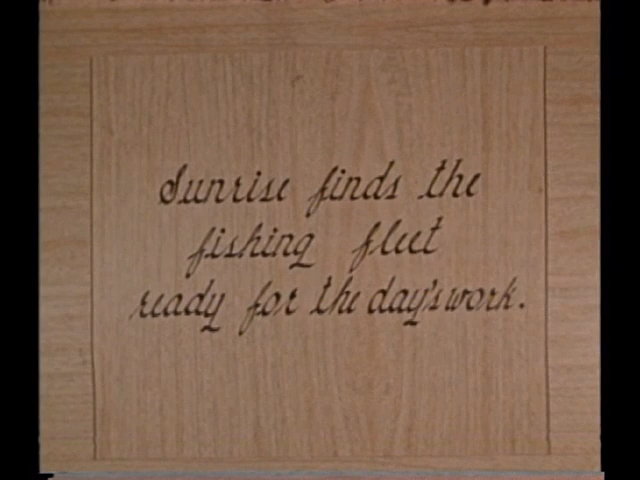 Sunrise finds the
fishing fleet
ready for the day's work.